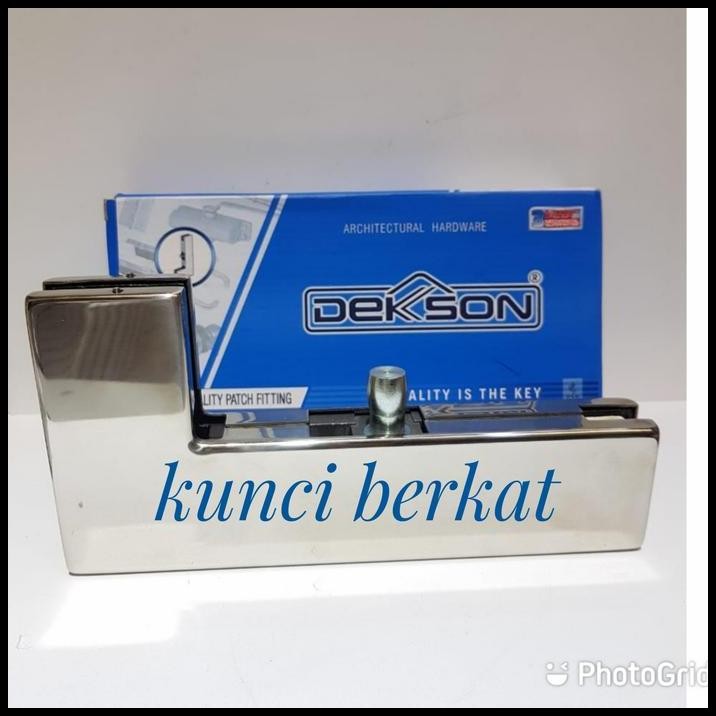 ARCHITECTURAL HARDWARE
DEKSON®
LITY PATCH FITTING
ALITY IS THE KEY
kunci berkat
PhotoGrid